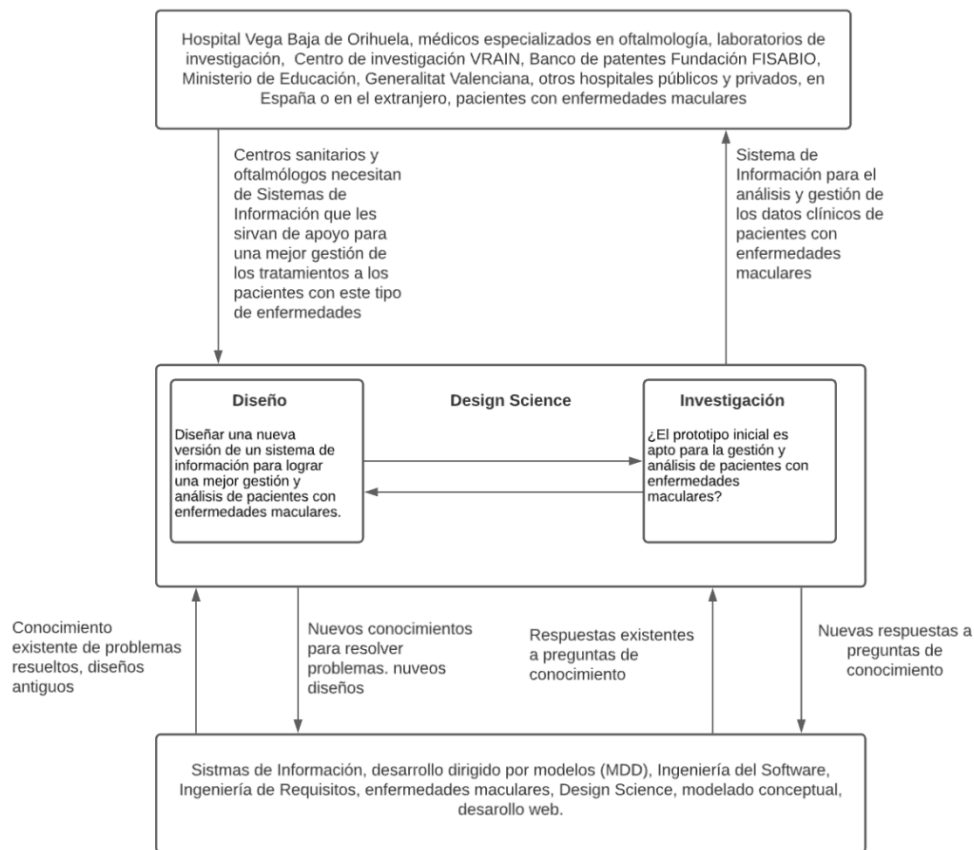 Hospital Vega Baja de Orihuela, médicos especializados en oftalmología, laboratorios de
investigación, Centro de investigación VRAIN, Banco de patentes Fundación FISABIO,
Ministerio de Educación, Generalitat Valenciana, otros hospitales públicos y privados, en
España o en el extranjero, pacientes con enfermedades maculares
Centros sanitarios y
oftalmólogos necesitan
de Sistemas de
Información que les
sirvan de apoyo para
una mejor gestión de
los tratamientos a los
pacientes con este tipo
de enfermedades
Sistema de
Información para el
análisis y gestión de
los datos clínicos de
pacientes con
enfermedades
maculares
Diseño
Diseñar una nueva
versión de un sistema de
información para lograr
una mejor gestión y
análisis de pacientes con
enfermedades maculares.
Design Science
Investigación
¿El prototipo inicial es
apto para la gestión y
análisis de pacientes con
enfermedades
maculares?
Conocimiento
existente de problemas
resueltos, diseños
antiguos
Nuevos conocimientos
para resolver
problemas. nuveos
diseños
Respuestas existentes
a preguntas de
conocimiento
Nuevas respuestas a
preguntas de
conocimiento
Sistmas de Información, desarrollo dirigido por modelos (MDD), Ingeniería del Software,
Ingeniería de Requisitos, enfermedades maculares, Design Science, modelado conceptual,
desarollo web.